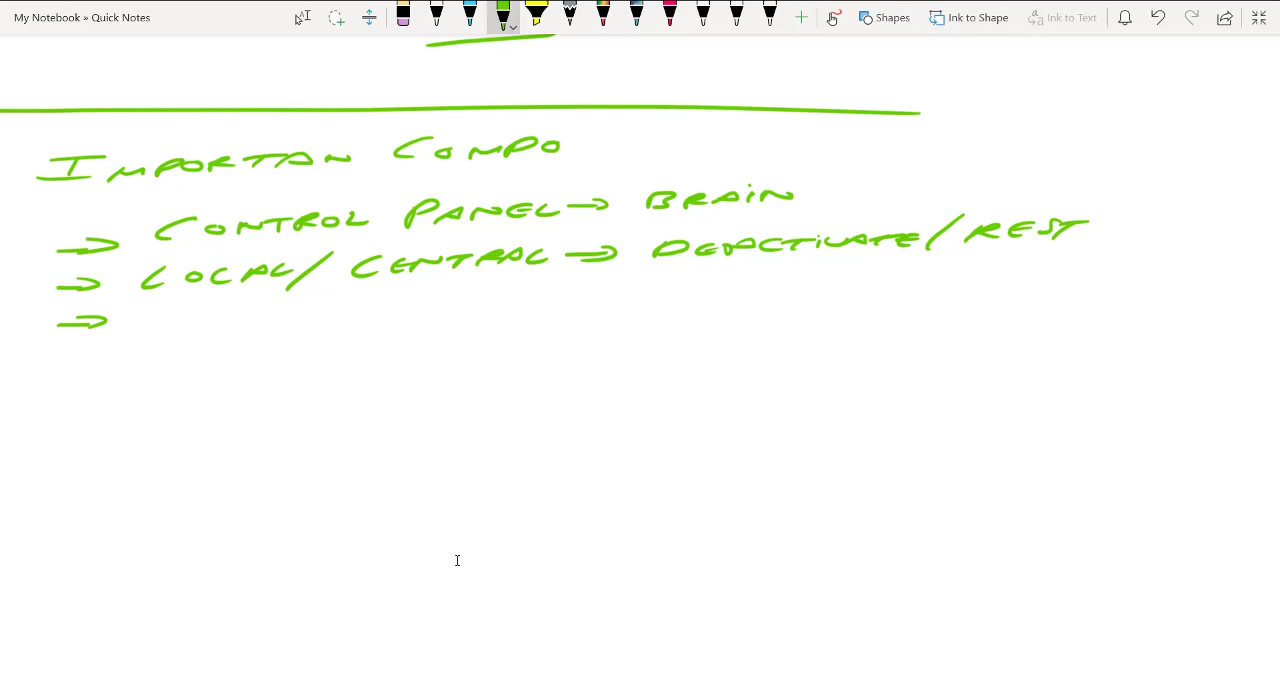 My Notebook » Quick Notes
Shapes
Ink to Shape
Ink to Text
IMPORTAN COMPO
⇒ CONTROL PANEL → BRAIN
⇒ LOCAL/CENTRAL ⇒ DEACTIVATE/REST
⇒